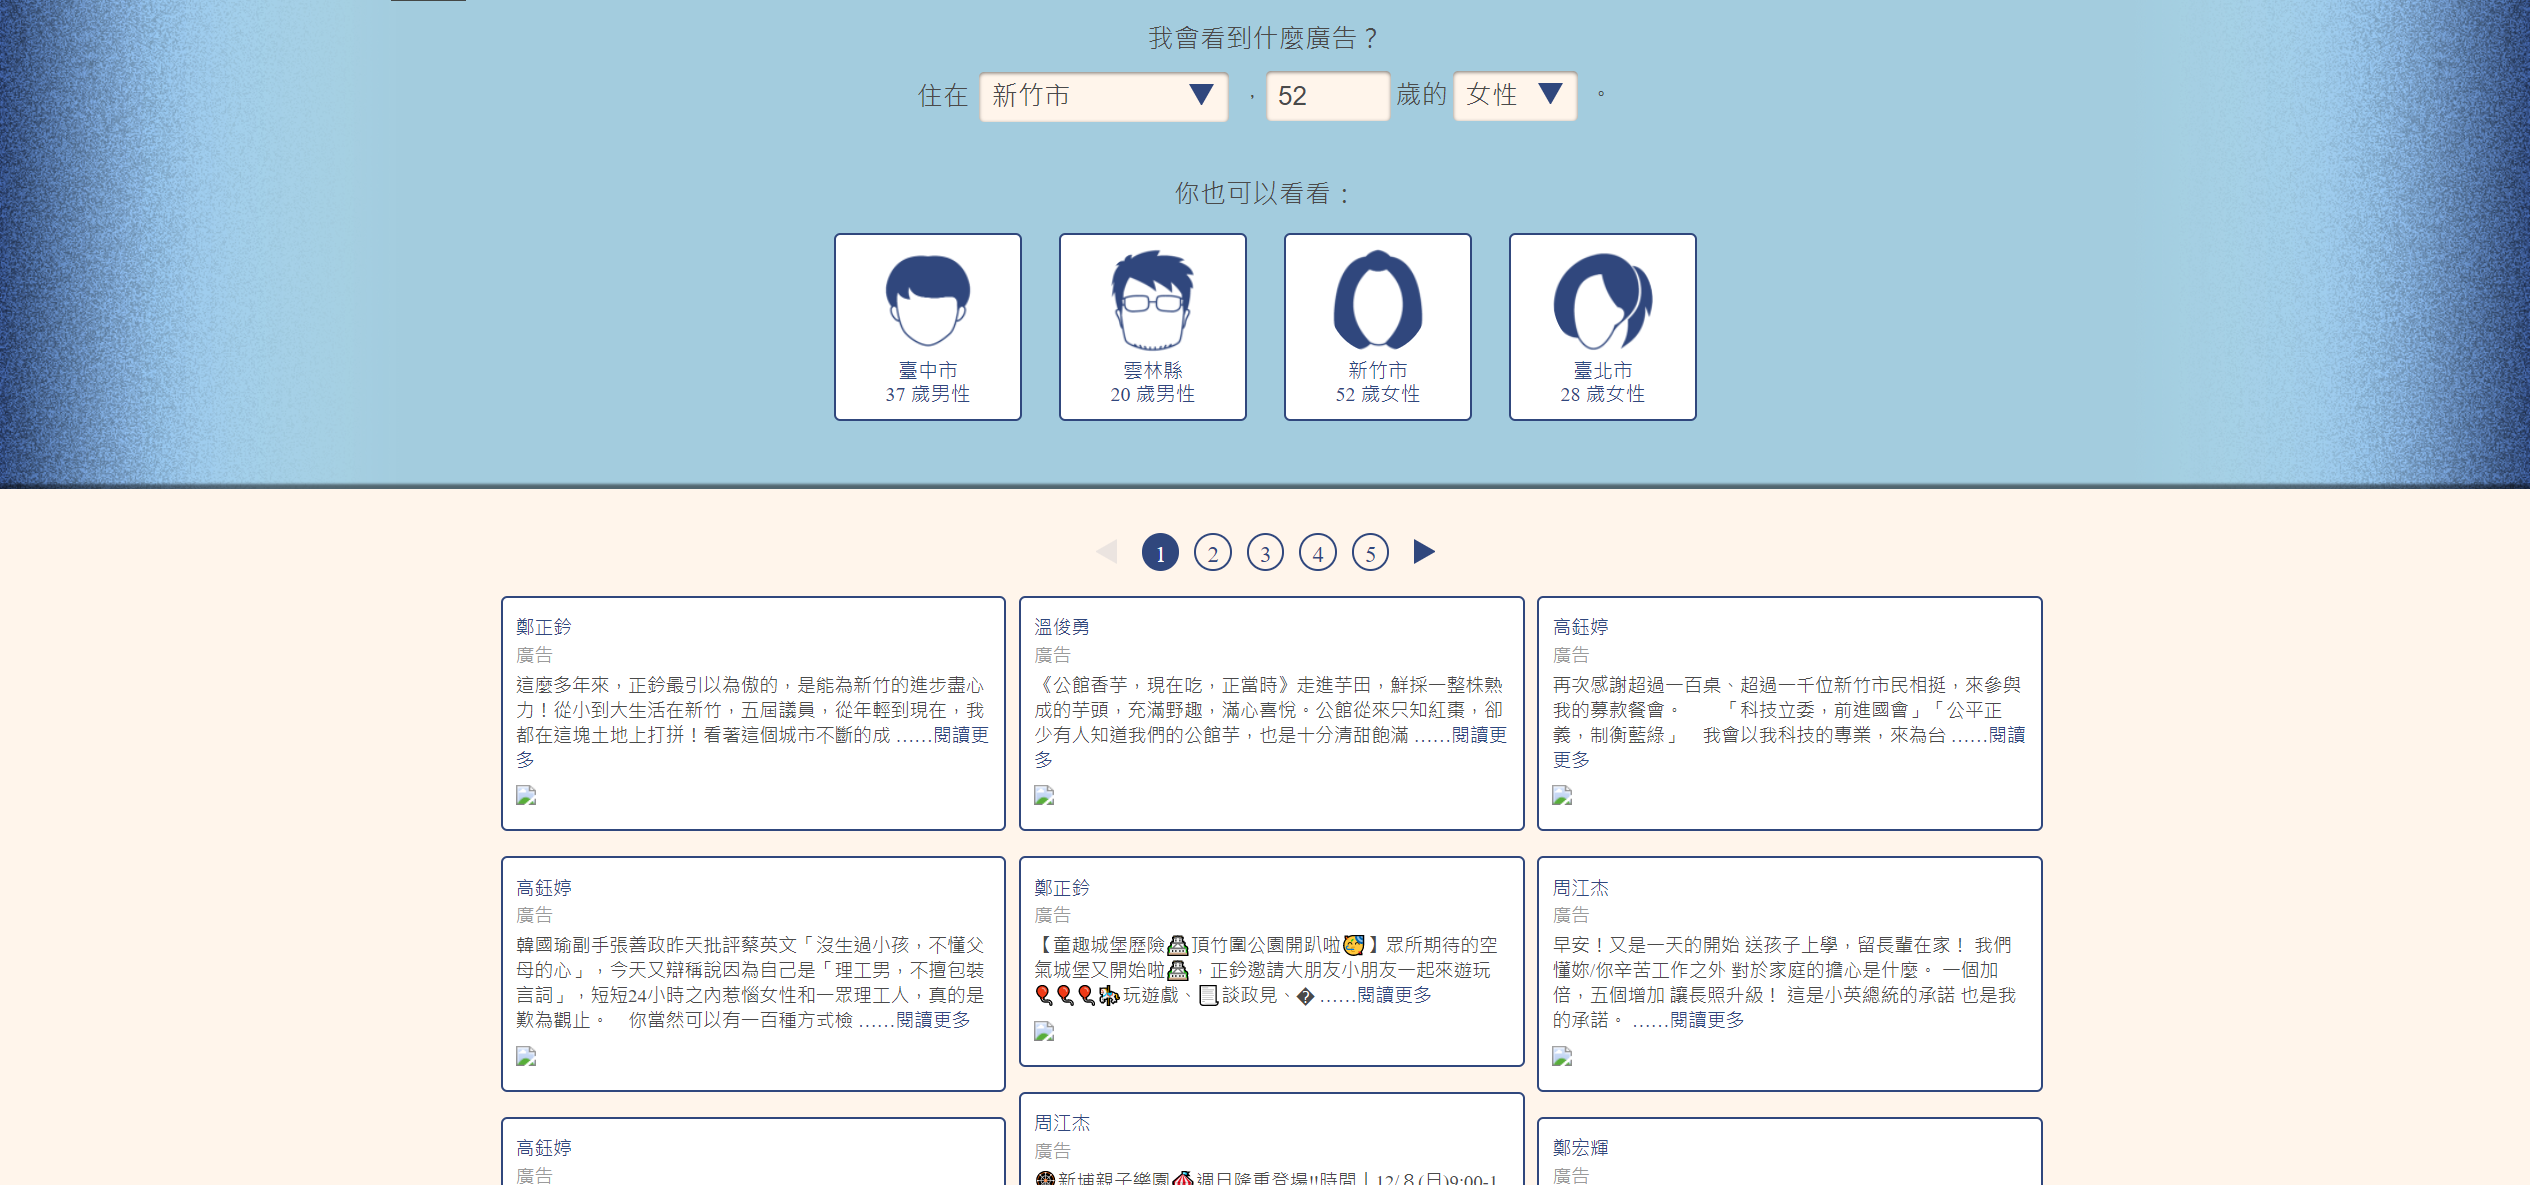 我會看到什麼廣告？
住在 新竹市 ， 52 歲的 女性 。
你也可以看看：
臺中市
37 歲男性
雲林縣
20 歲男性
新竹市
52 歲女性
臺北市
28 歲女性
1 2 3 4 5
鄭正鈐
廣告
這麼多年來，正鈐最引以為傲的，是能為新竹的進步盡心
力！從小到大生活在新竹，五屆議員，從年輕到現在，我
都在這塊土地上打拼！看著這個城市不斷的成 ……閱讀更
多
溫俊勇
廣告
《公館香芋，現在吃，正當時》走進芋田，鮮採一整株熟
成的芋頭，充滿野趣，滿心喜悅。公館從來只知紅棗，卻
少有人知道我們的公館芋，也是十分清甜飽滿 ……閱讀更
多
高鈺婷
廣告
再次感謝超過一百桌、超過一千位新竹市民相挺，來參與
我的募款餐會。　　「科技立委，前進國會」「公平正
義，制衡藍綠」　我會以我科技的專業，來為台 ……閱讀
更多
高鈺婷
廣告
韓國瑜副手張善政昨天批評蔡英文「沒生過小孩，不懂父
母的心」，今天又辯稱說因為自己是「理工男，不擅包裝
言詞」，短短24小時之內惹惱女性和一眾理工人，真的是
歎為觀止。　你當然可以有一百種方式檢 ……閱讀更多
鄭正鈐
廣告
【童趣城堡歷險🏯頂竹圍公園開趴啦🥳】眾所期待的空
氣城堡又開始啦🏯，正鈐邀請大朋友小朋友一起來遊玩
🎈🎈🎈🎠玩遊戲、📃談政見、� ……閱讀更多
周江杰
廣告
早安！又是一天的開始 送孩子上學，留長輩在家！ 我們
懂妳/你辛苦工作之外 對於家庭的擔心是什麼。 一個加
倍，五個增加 讓長照升級！ 這是小英總統的承諾 也是我
的承諾。 ……閱讀更多
高鈺婷
廣告
周江杰
廣告
新埔親子樂園🎪週日隆重登場!!時間｜12/８(日)9:00-1
鄭宏輝
廣告